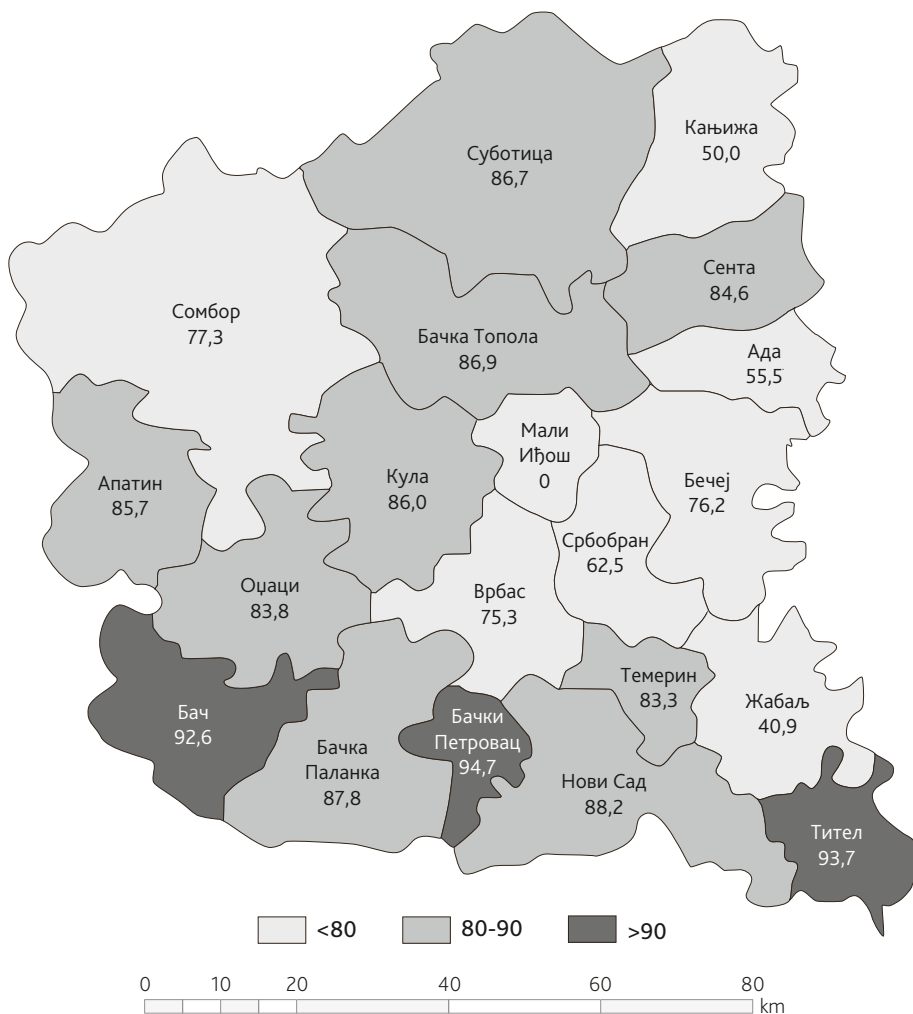 Кањижа
50,0
Суботица
86,7
Сента
84,6
Сомбор
77,3
Бачка Топола
86,9
Ада
55,5
Мали
Иђош
0
Апатин
85,7
Кула
86,0
Бечеј
76,2
Србобран
62,5
Оџаци
83,8
Врбас
75,3
Темерин
83,3
Жабаљ
40,9
Бач
92,6
Бачка
Паланка
87,8
Бачки
Петровац
94,7
Нови Сад
88,2
Тител
93,7
<80
80-90
>90
0 10 20 40 60 80
km